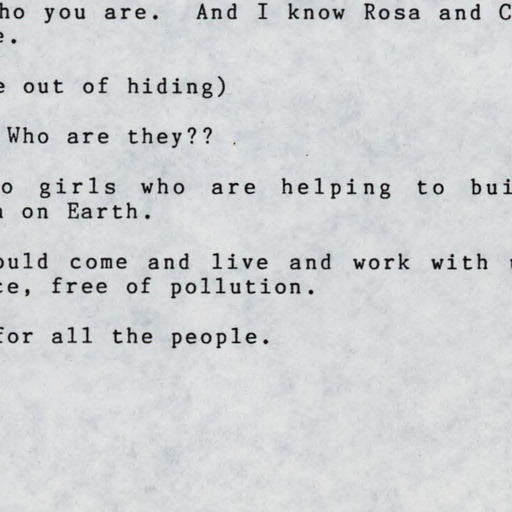 ho you are.  And I know Rosa and C
e.
e out of hiding)
Who are they??
o girls who are helping to bui
on Earth.
ould come and live and work with
ce, free of pollution.
for all the people.